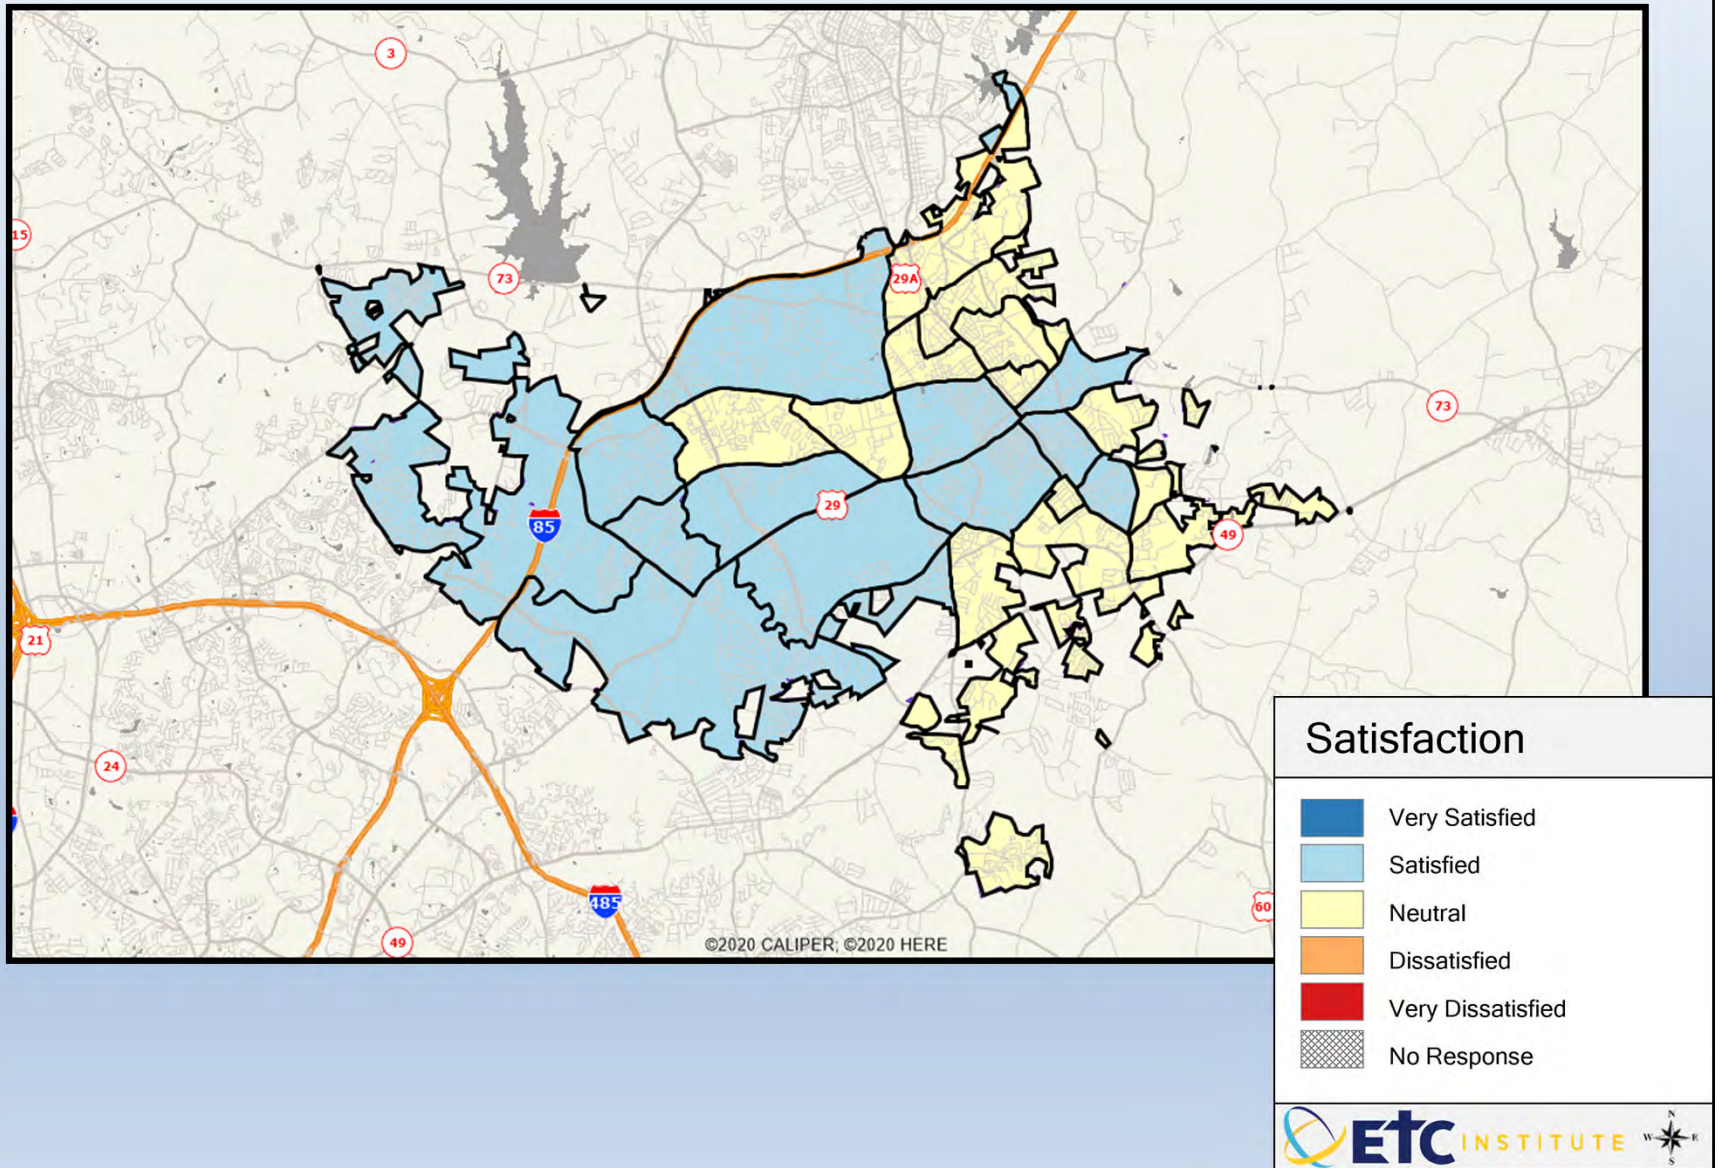 3
15
73
29A
73
29
85
49
21
24
485
60
49
©2020 CALIPER; ©2020 HERE
Satisfaction
Very Satisfied
Satisfied
Neutral
Dissatisfied
Very Dissatisfied
No Response
ETC INSTITUTE
N
W E
S